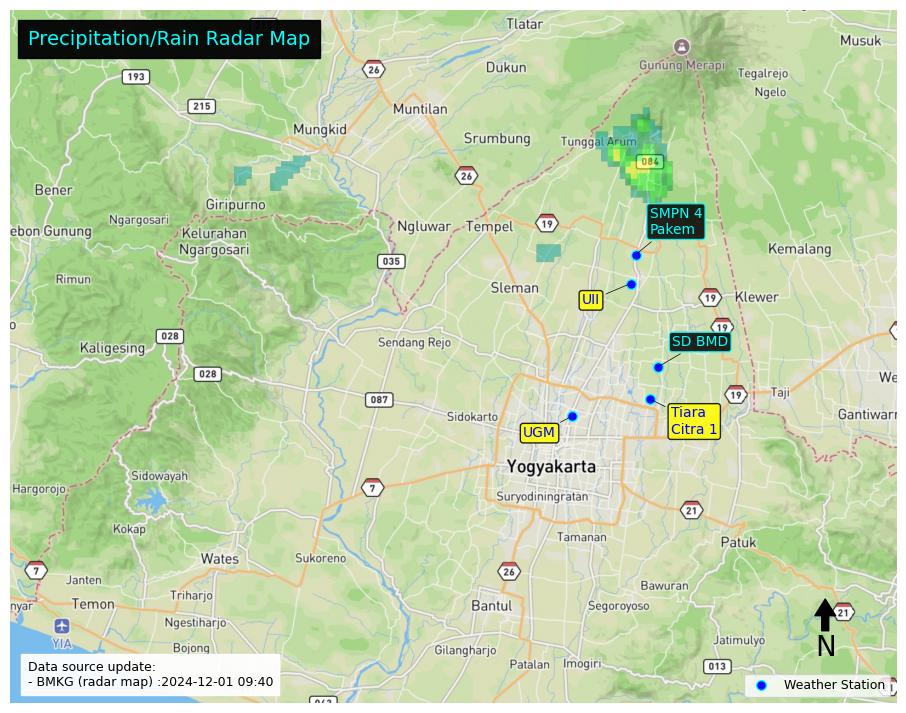 Precipitation/Rain Radar Map
Tlatar
Musuk
26
Gunung Merapi
193
Dukun
Tegalrejo
Ngelo
215
Muntilan
Mungkid
Srumbung
Tunggal Arum
084
26
Bener
Giripurno
Ngargosari
ebon Gunung
Kelurahan
Ngargosari
Ngluwar
Tempel
19
SMPN 4
Pakem
Kemalang
035
Rimun
Sleman
UII
19
Klewer
19
028
Kaligesing
Sendang Rejo
SD BMD
028
We
087
19
Taji
Sidokarto
Tiara
Citra 1
Gantiwarn
UGM
Yogyakarta
Sidowayah
Hargorojo
7
Suryodiningratan
21
Kokap
Tamanan
Patuk
Wates
Sukoreno
7
26
Janten
Bawuran
nyar
Temon
Triharjo
Bantul
Segoroyoso
21
Ngestiharjo
YIA
N
Bojong
Gilangharjo
Jatimulyo
Patalan
Imogiri
013
Data source update:
- BMKG (radar map) :2024-12-01 09:40
Weather Station